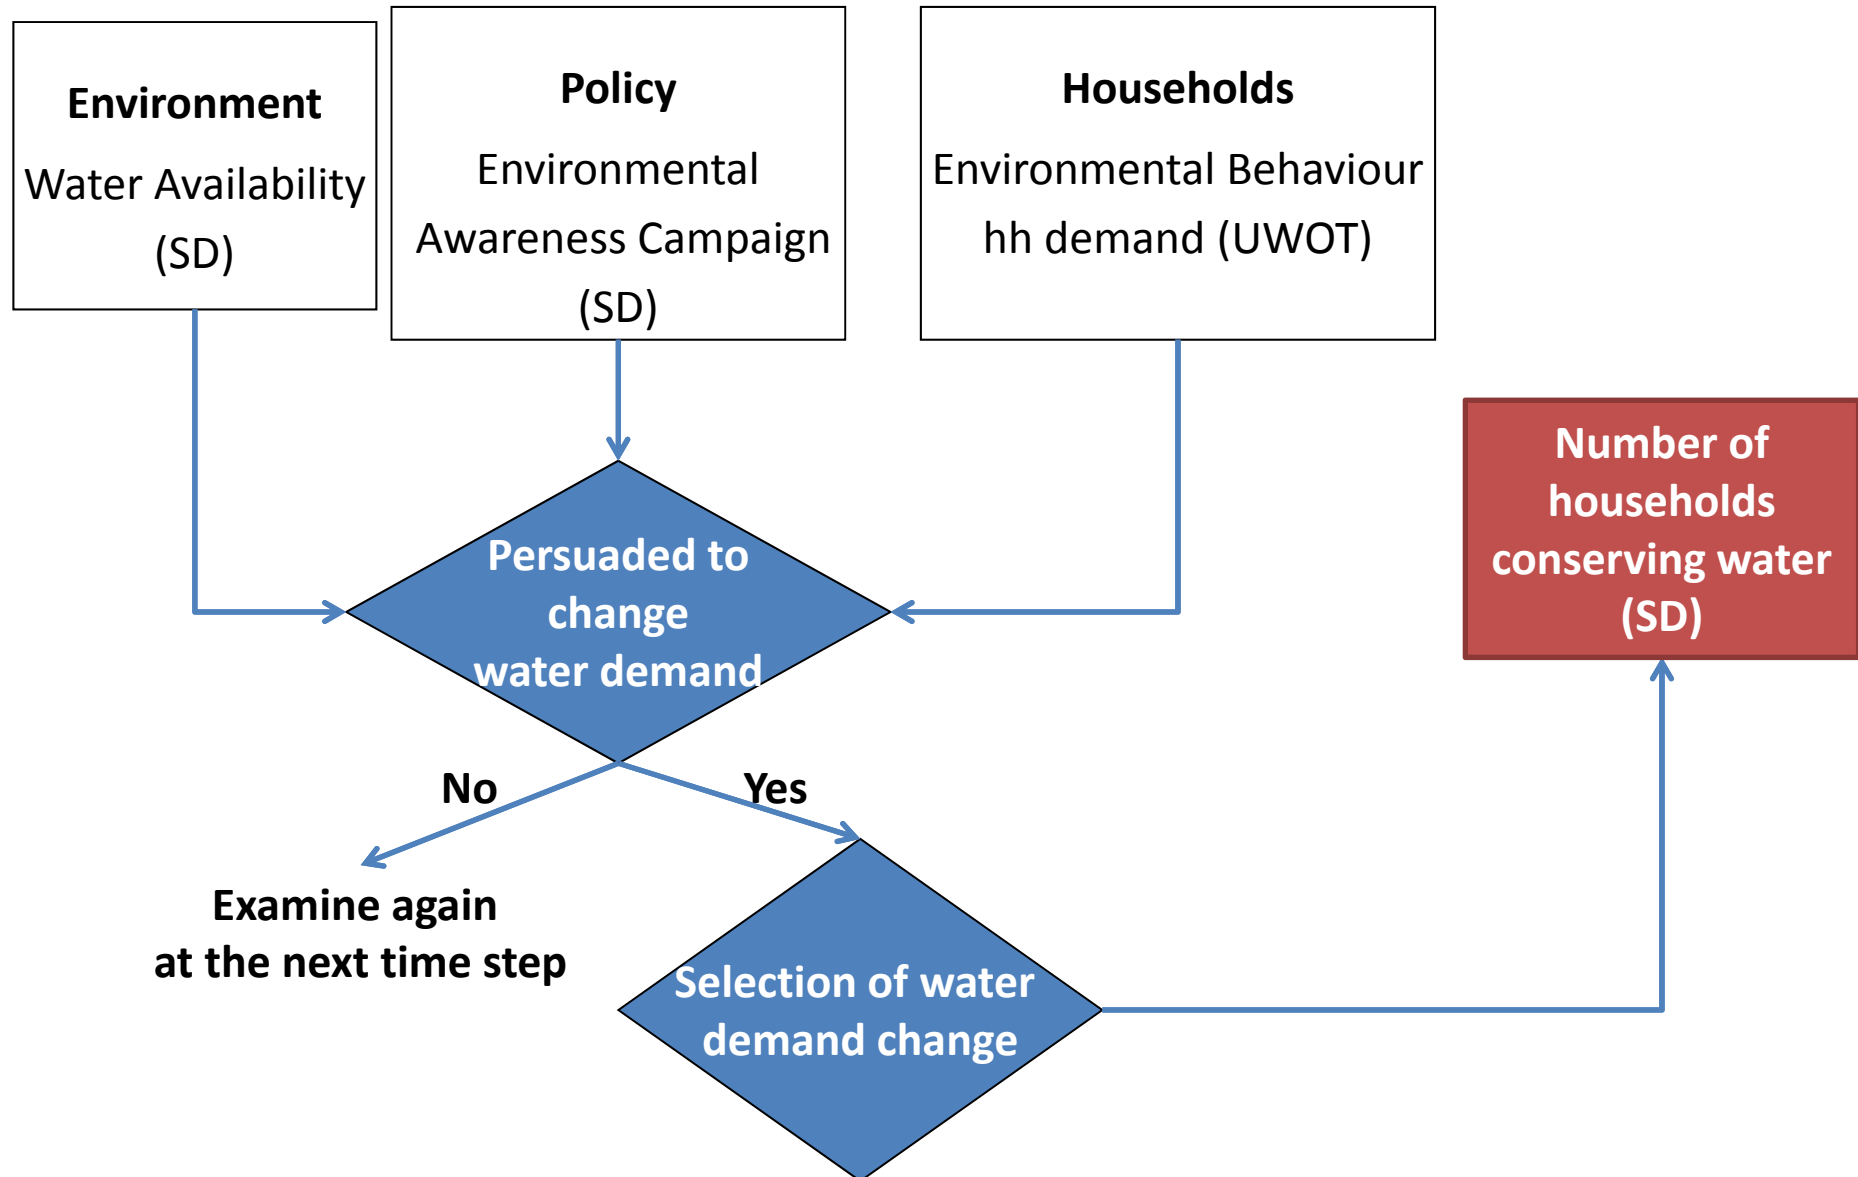 Environment
Water Availability
(SD)
Policy
Environmental
Awareness Campaign
(SD)
Households
Environmental Behaviour
hh demand (UWOT)
Number of
households
conserving water
(SD)
Persuaded to
change
water demand
No
Yes
Examine again
at the next time step
Selection of water
demand change